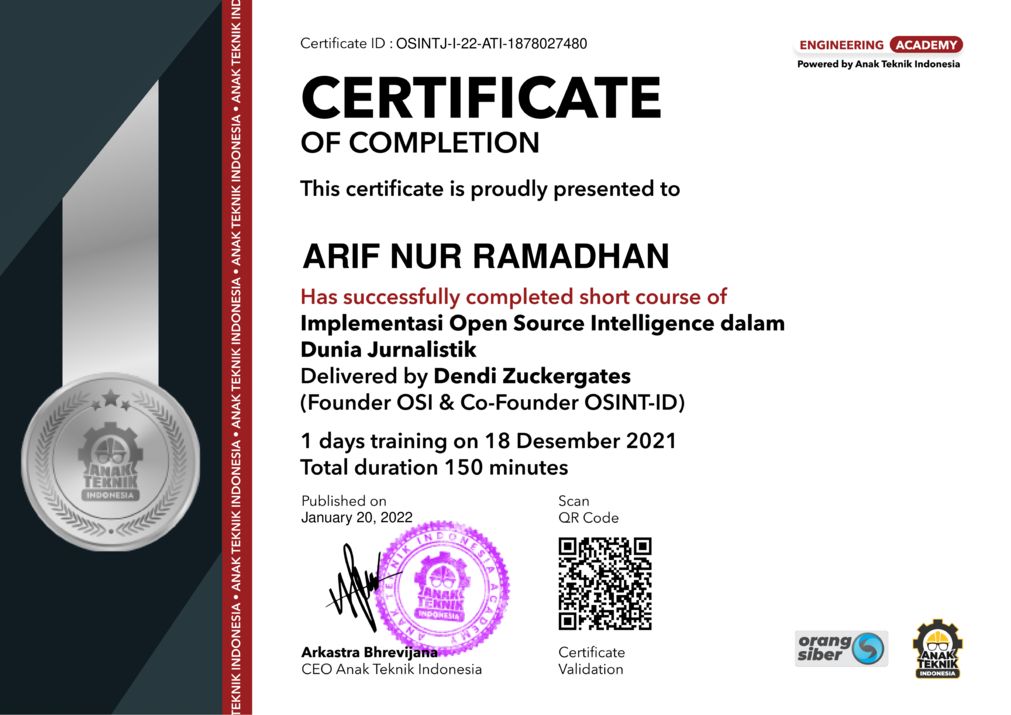 Certificate ID : OSINTJ-I-22-ATI-1878027480
ENGINEERING ACADEMY
Powered by Anak Teknik Indonesia
CERTIFICATE
OF COMPLETION
This certificate is proudly presented to
ARIF NUR RAMADHAN
Has successfully completed short course of
Implementasi Open Source Intelligence dalam
Dunia Jurnalistik
Delivered by Dendi Zuckergates
(Founder OSI & Co-Founder OSINT-ID)
1 days training on 18 Desember 2021
Total duration 150 minutes
Published on
January 20, 2022
Scan
QR Code
ANAK TEKNIK INDONESIA ACADEMY
ANAK
TEKNIK
INDONESIA
Arkastra Bhrevijana
CEO Anak Teknik Indonesia
Certificate
Validation
orang
siber
ANAK
TEKNIK
INDONESIA
ANAK
TEKNIK
INDONESIA
TEKNIK INDONESIA • ANAK TEKNIK INDONESIA • ANAK TEKNIK INDONESIA • ANAK TEKNIK INDONESIA • ANAK TEKNIK INDONESIA • ANAK TEKNIK IND